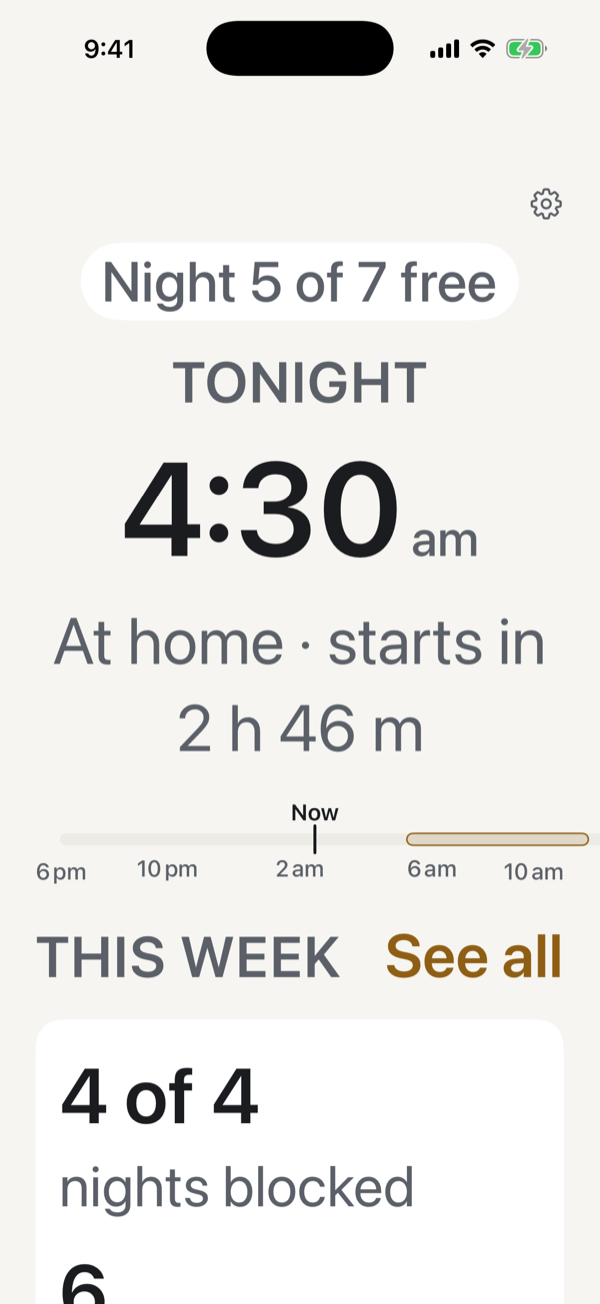 9:41
Night 5 of 7 free
TONIGHT
4:30 am
At home · starts in
2 h 46 m
Now
6 pm 10 pm 2 am 6 am 10 am
THIS WEEK See all
4 of 4
nights blocked
6